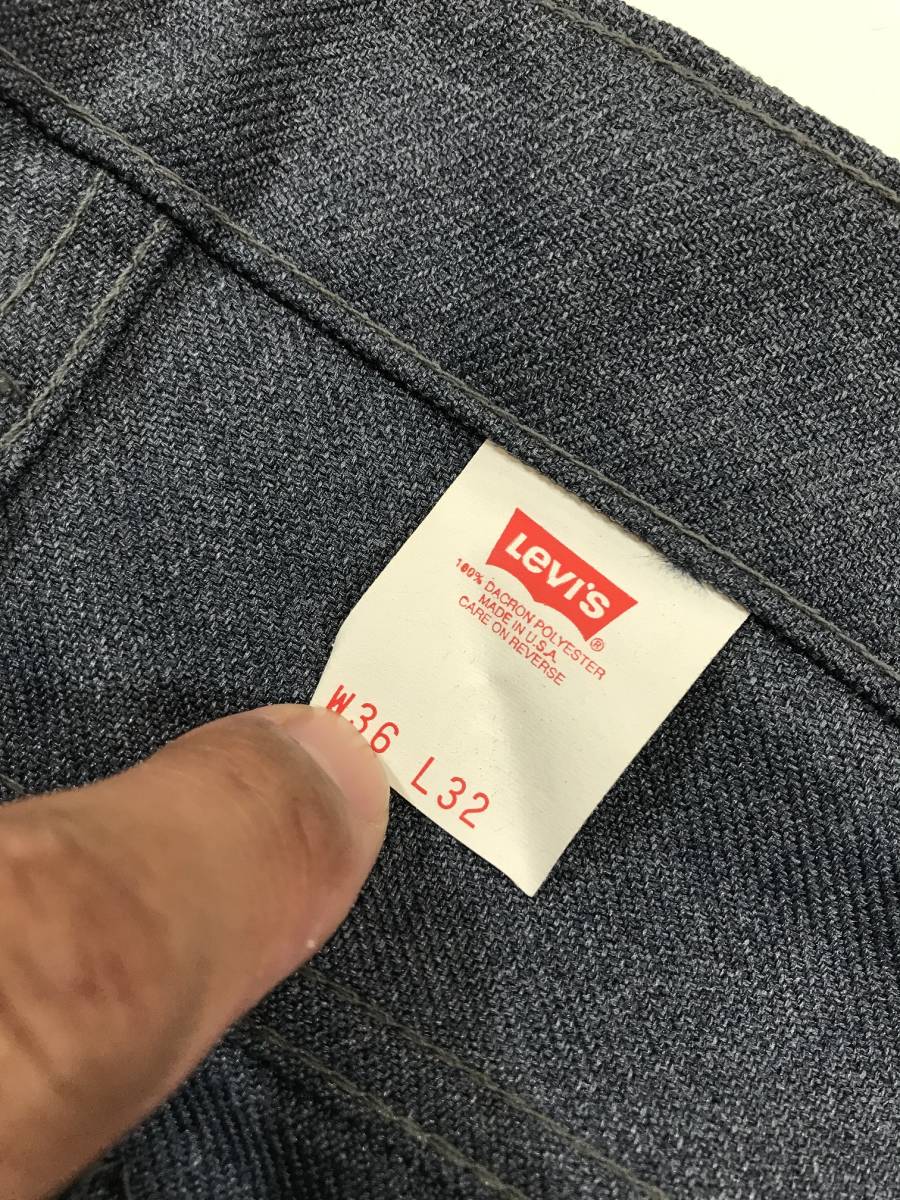 Levi's ®
100% DACRON POLYESTER
MADE IN U.S.A.
CARE ON REVERSE
W36 L32